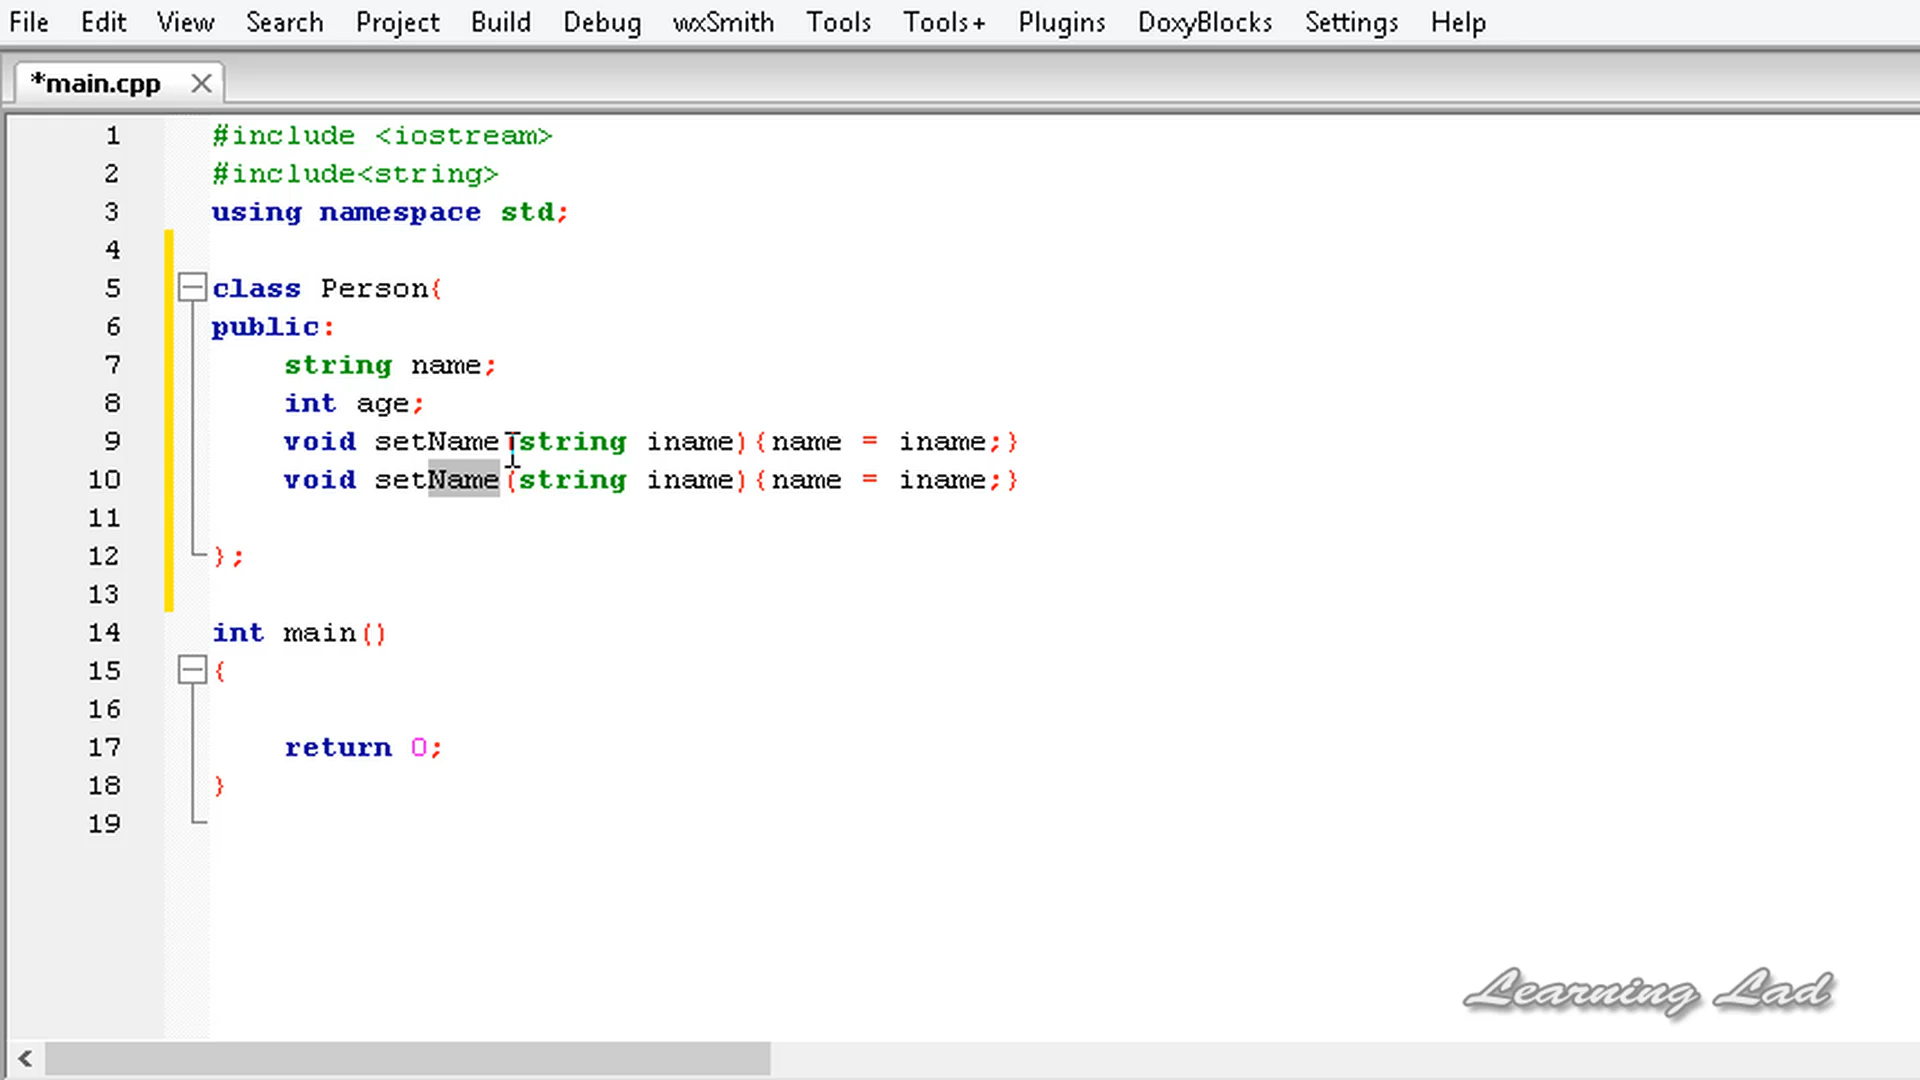 File Edit View Search Project Build Debug wxSmith Tools Tools+ Plugins DoxyBlocks Settings Help
*main.cpp
1 #include <iostream>
2 #include<string>
3 using namespace std;
4
5 class Person{
6 public:
7 string name;
8 int age;
9 void setName(string iname){name = iname;}
10 void setName(string iname){name = iname;}
11
12 };
13
14 int main()
15 {
16
17 return 0;
18 }
19
Learning Lad